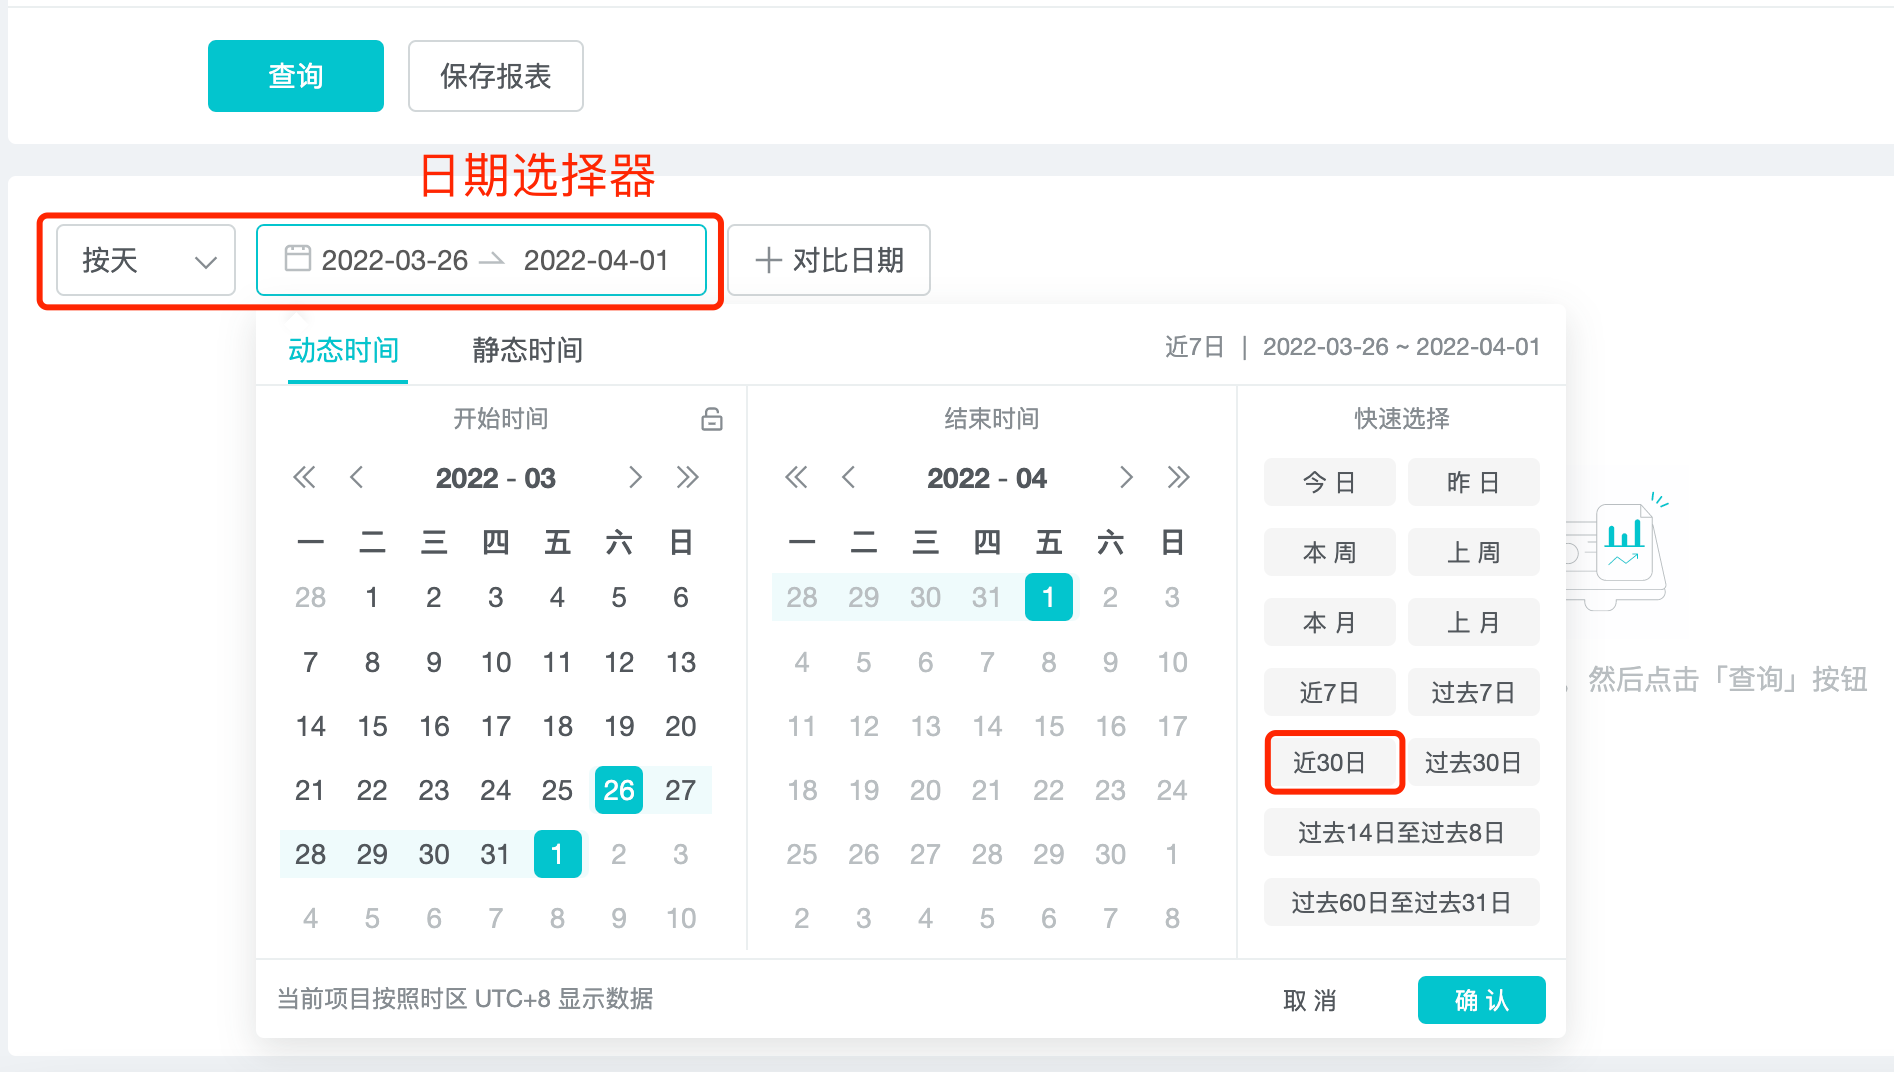 查询 保存报表
日期选择器
按天 2022-03-26 2022-04-01 对比日期
动态时间 静态时间 近7日 | 2022-03-26 ~ 2022-04-01
开始时间 结束时间 快速选择
2022 - 03
一 二 三 四 五 六 日
28 1 2 3 4 5 6
7 8 9 10 11 12 13
14 15 16 17 18 19 20
21 22 23 24 25 26 27
28 29 30 31 1 2 3
4 5 6 7 8 9 10
2022 - 04
一 二 三 四 五 六 日
28 29 30 31 1 2 3
4 5 6 7 8 9 10
11 12 13 14 15 16 17
18 19 20 21 22 23 24
25 26 27 28 29 30 1
2 3 4 5 6 7 8
今日 昨日
本周 上周
本月 上月
近7日 过去7日
近30日 过去30日
过去14日至过去8日
过去60日至过去31日
，然后点击「查询」按钮
当前项目按照时区 UTC+8 显示数据 取消 确认